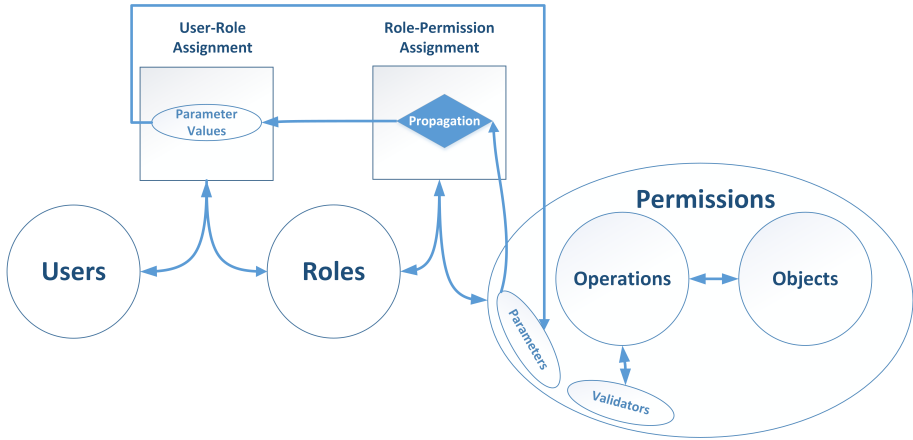 User-Role
Assignment
Role-Permission
Assignment
Parameter
Values
Propagation
Permissions
Users
Roles
Operations
Objects
Parameters
Validators